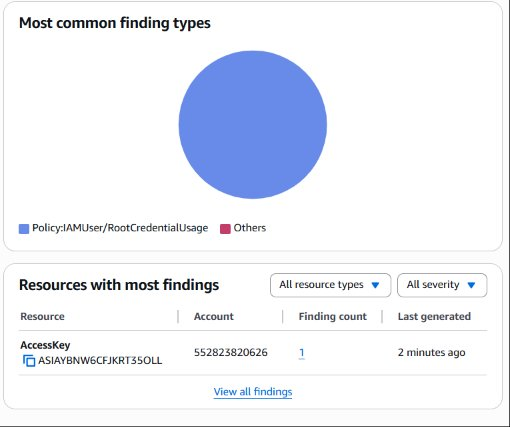 Most common finding types
Policy:IAMUser/RootCredentialUsage Others
Resources with most findings
All resource types
All severity
Resource Account Finding count Last generated
AccessKey
ASIAYBNW6CFJKRT35OLL 552823820626 1 2 minutes ago
View all findings